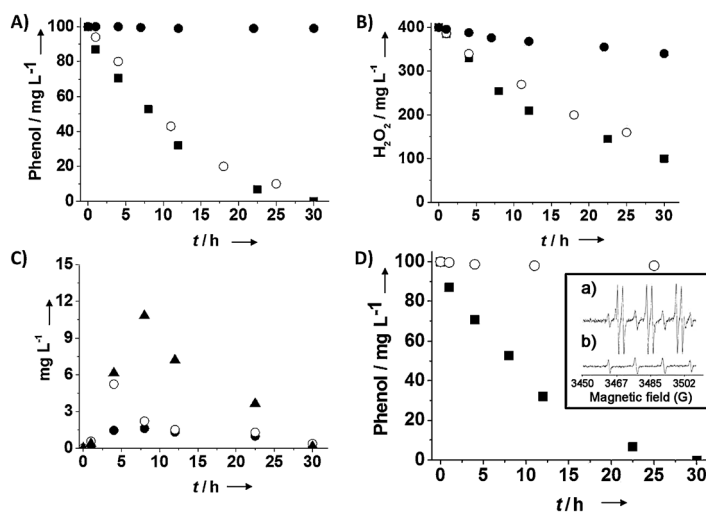 A)
Phenol / mg L⁻¹
100
80
60
40
20
0
0 5 10 15 20 25 30
t / h
B)
H₂O₂ / mg L⁻¹
400
300
200
100
0
0 5 10 15 20 25 30
t / h
C)
mg L⁻¹
15
12
9
6
3
0
0 5 10 15 20 25 30
t / h
D)
Phenol / mg L⁻¹
100
80
60
40
20
0
0 5 10 15 20 25 30
t / h
a)
b)
3450 3467 3485 3502
Magnetic field (G)